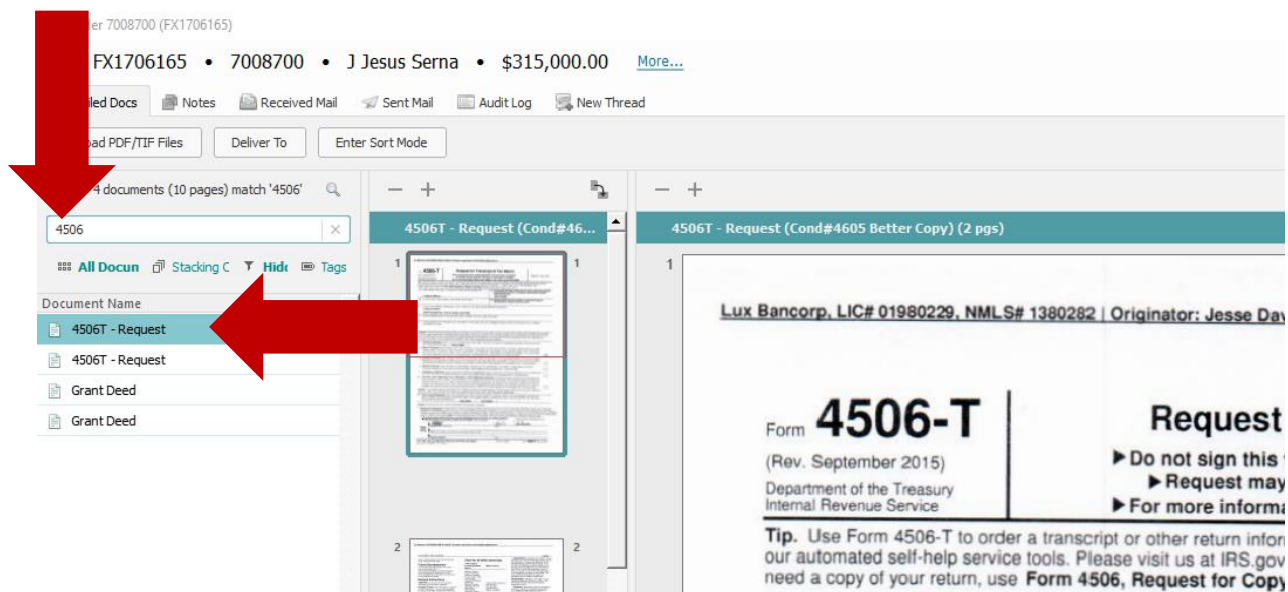 7008700 (FX1706165)
FX1706165 • 7008700 • J Jesus Serna • $315,000.00 More...
Docs Notes Received Mail Sent Mail Audit Log New Thread
PDF/TIF Files Deliver To Enter Sort Mode
4 documents (10 pages) match '4506'
4506
All Docun Stacking C Hide Tags
Document Name
4506T - Request
4506T - Request
Grant Deed
Grant Deed
4506T - Request (Cond#46...
1 1
2 2
4506T - Request (Cond#4605 Better Copy) (2 pgs)
1
Lux Bancorp, LIC# 01980229, NMLS# 1380282 | Originator: Jesse Dav
Form 4506-T
(Rev. September 2015)
Department of the Treasury
Internal Revenue Service
Request
▶ Do not sign this
▶ Request may
▶ For more informa
Tip. Use Form 4506-T to order a transcript or other return infor
our automated self-help service tools. Please visit us at IRS.gov
need a copy of your return, use Form 4506, Request for Copy